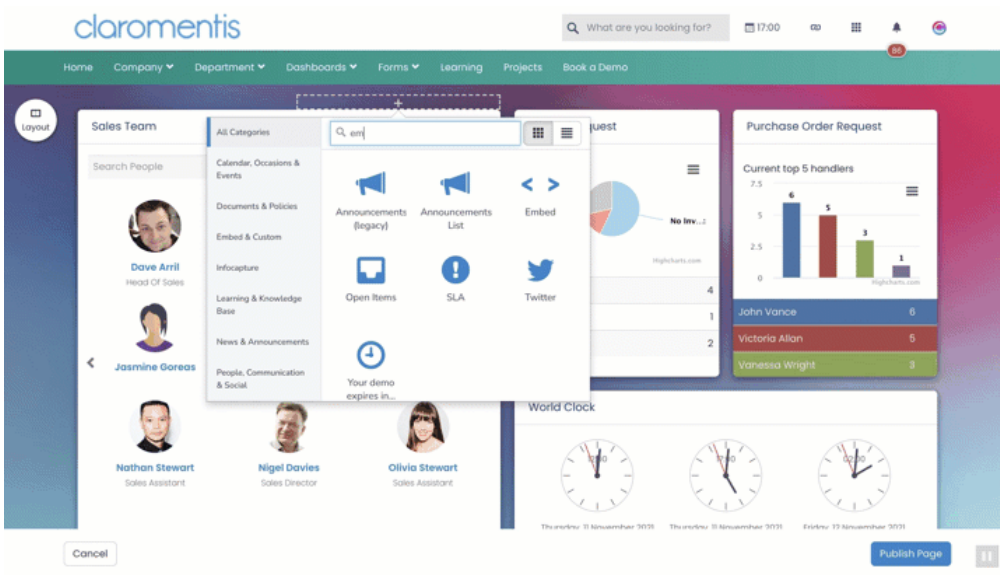 claromentis
What are you looking for?
17:00
86
Home Company Department Dashboards Forms Learning Projects Book a Demo
Layout
Sales Team
Search People
Dave Arril
Head Of Sales
Jasmine Goreas
Nathan Stewart
Sales Assistant
Nigel Davies
Sales Director
Olivia Stewart
Sales Assistant
All Categories
Calendar, Occasions &
Events
Documents & Policies
Embed & Custom
Infocapture
Learning & Knowledge
Base
News & Announcements
People, Communication
& Social
em
Announcements
(legacy)
Announcements
List
Embed
Open Items
SLA
Twitter
Your demo
expires in...
No Inv...:
Highcharts.com
4
1
2
Purchase Order Request
Current top 5 handlers
7.5
5
2.5
0
6
5
3
1
Highcharts.com
John Vance 6
Victoria Allan 5
Vanessa Wright 3
World Clock
Thursday, 11 November 2021
Thursday, 11 November 2021
Friday, 12 November 2021
Cancel
Publish Page